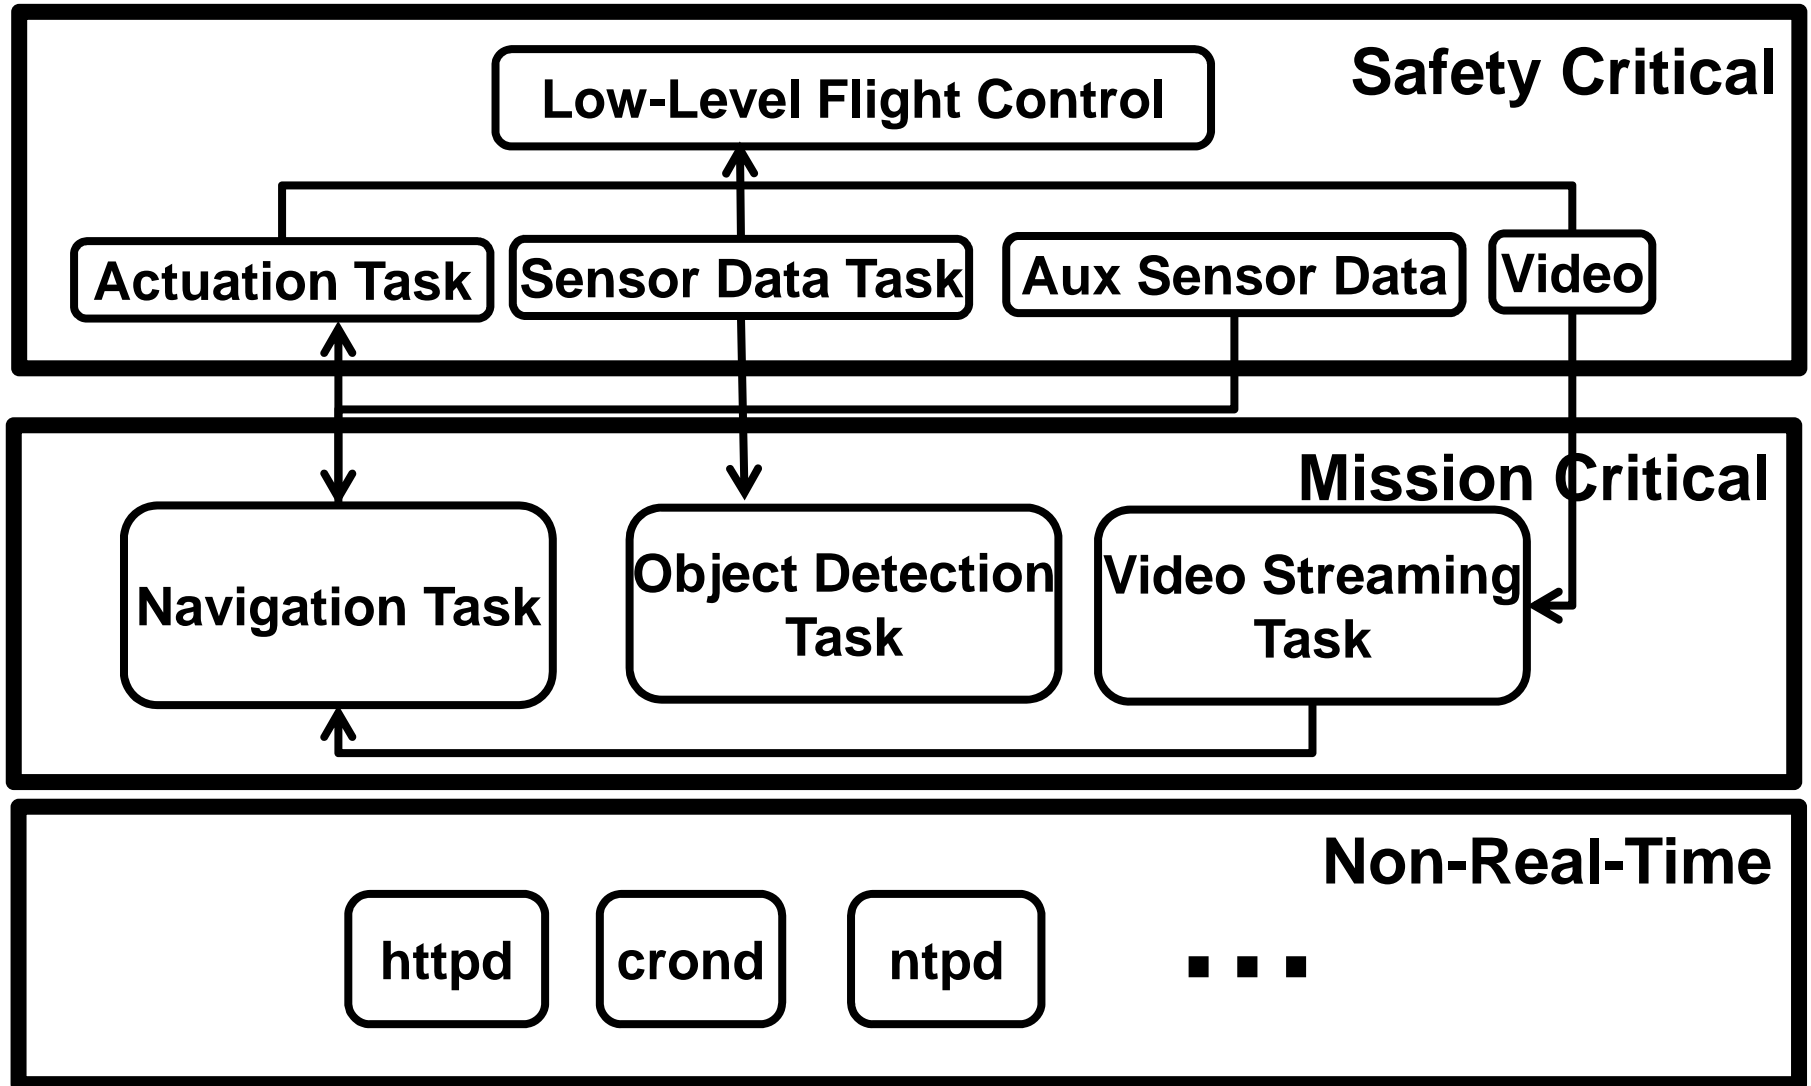 Safety Critical
Low-Level Flight Control
Actuation Task
Sensor Data Task
Aux Sensor Data
Video
Mission Critical
Navigation Task
Object Detection
Task
Video Streaming
Task
Non-Real-Time
httpd
crond
ntpd
...